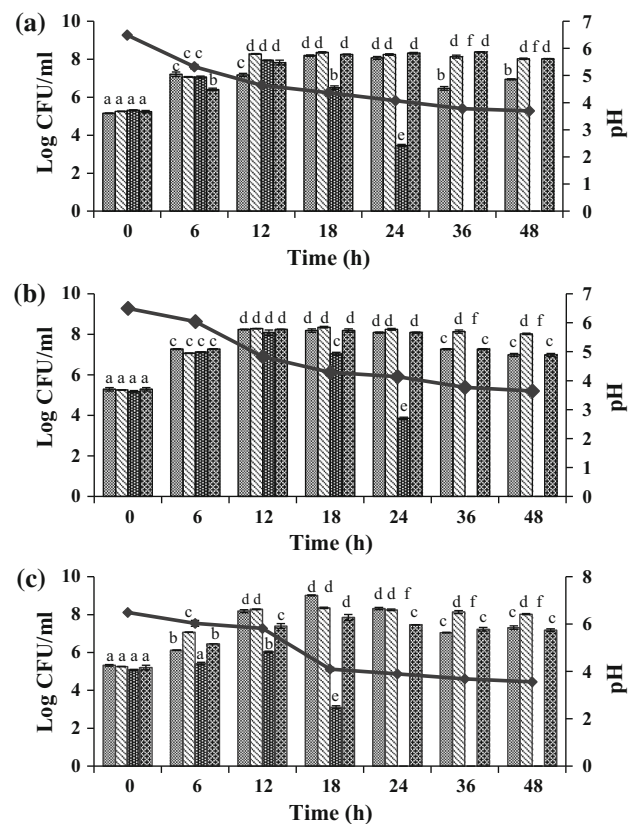 (a)
10
8
6
4
2
0
Log CFU/ml
a a a a
c c c b
c d d d
d d b d
d d e d
b d f d
c d f d
7
6
5
4
3
2
1
0
pH
0 6 12 18 24 36 48
Time (h)
(b)
10
8
6
4
2
0
Log CFU/ml
a a a a
c c c c
d d d d
d d c d
d d e d
c d f c
c d f c
7
6
5
4
3
2
1
0
pH
0 6 12 18 24 36 48
Time (h)
(c)
10
8
6
4
2
0
Log CFU/ml
a a a a
b c a b
d d b c
d d e d
d d f c
c d f c
c d f c
8
6
4
2
0
pH
0 6 12 18 24 36 48
Time (h)